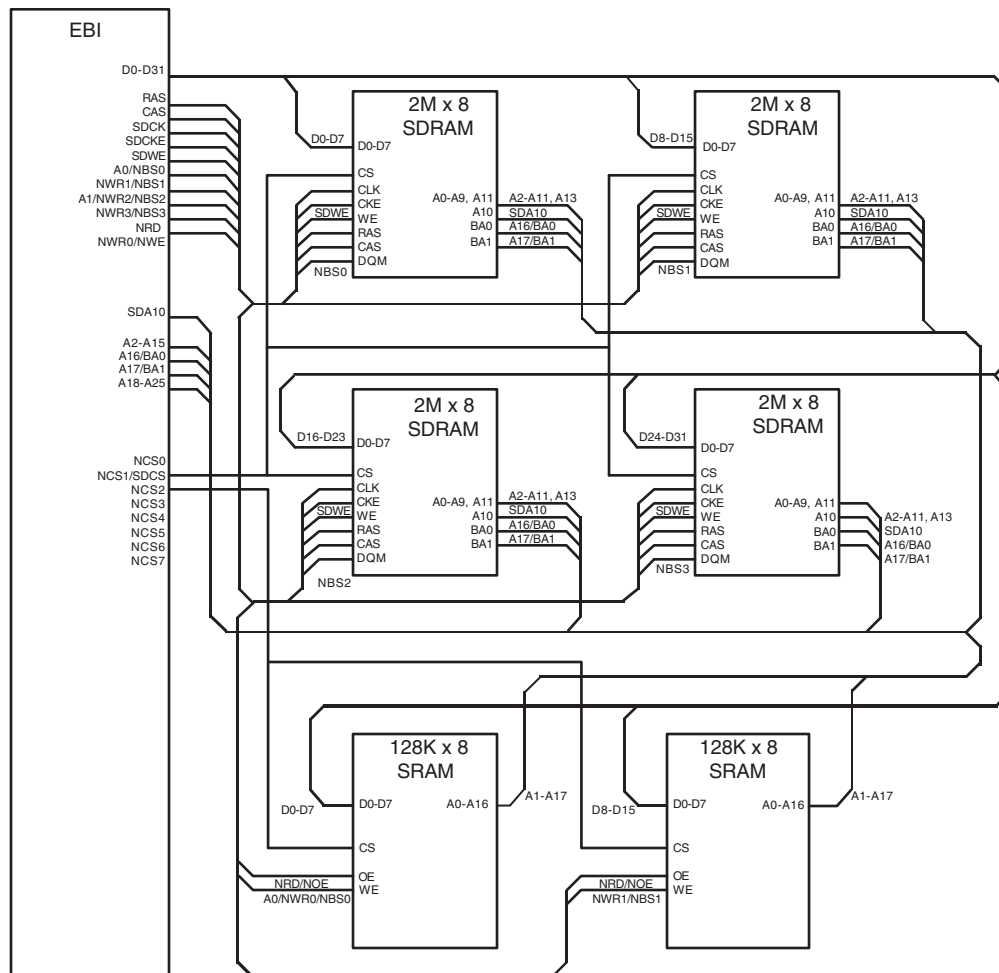 EBI
D0-D31
RAS
CAS
SDCK
SDCKE
SDWE
A0/NBS0
NWR1/NBS1
A1/NWR2/NBS2
NWR3/NBS3
NRD
NWR0/NWE
SDA10
A2-A15
A16/BA0
A17/BA1
A18-A25
NCS0
NCS1/SDCS
NCS2
NCS3
NCS4
NCS5
NCS6
NCS7
2M x 8
SDRAM
D0-D7
D0-D7
CS
CLK
CKE
SDWE
WE
RAS
CAS
DQM
NBS0
A0-A9, A11
A10
BA0
BA1
A2-A11, A13
SDA10
A16/BA0
A17/BA1
2M x 8
SDRAM
D8-D15
D0-D7
CS
CLK
CKE
SDWE
WE
RAS
CAS
DQM
NBS1
A0-A9, A11
A10
BA0
BA1
A2-A11, A13
SDA10
A16/BA0
A17/BA1
2M x 8
SDRAM
D16-D23
D0-D7
CS
CLK
CKE
SDWE
WE
RAS
CAS
DQM
NBS2
A0-A9, A11
A10
BA0
BA1
A2-A11, A13
SDA10
A16/BA0
A17/BA1
2M x 8
SDRAM
D24-D31
D0-D7
CS
CLK
CKE
SDWE
WE
RAS
CAS
DQM
NBS3
A0-A9, A11
A10
BA0
BA1
A2-A11, A13
SDA10
A16/BA0
A17/BA1
128K x 8
SRAM
D0-D7
D0-D7
A0-A16
A1-A17
CS
OE
NRD/NOE
WE
A0/NWR0/NBS0
128K x 8
SRAM
D8-D15
D0-D7
A0-A16
A1-A17
CS
OE
NRD/NOE
WE
NWR1/NBS1